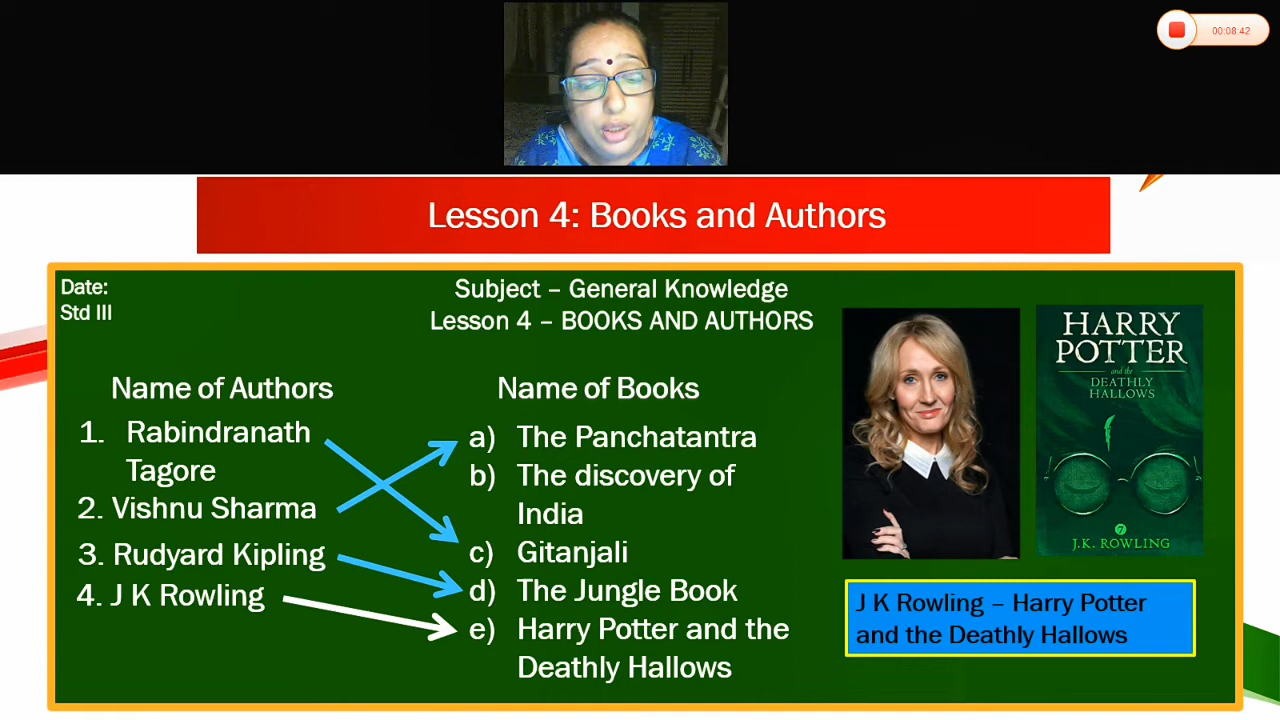 00:08:42
Lesson 4: Books and Authors
Date:
Std III
Subject – General Knowledge
Lesson 4 – BOOKS AND AUTHORS
Name of Authors
1. Rabindranath
Tagore
2. Vishnu Sharma
3. Rudyard Kipling
4. J K Rowling
Name of Books
a) The Panchatantra
b) The discovery of
India
c) Gitanjali
d) The Jungle Book
e) Harry Potter and the
Deathly Hallows
HARRY
POTTER
and the
DEATHLY
HALLOWS
7
J.K. ROWLING
J K Rowling – Harry Potter
and the Deathly Hallows